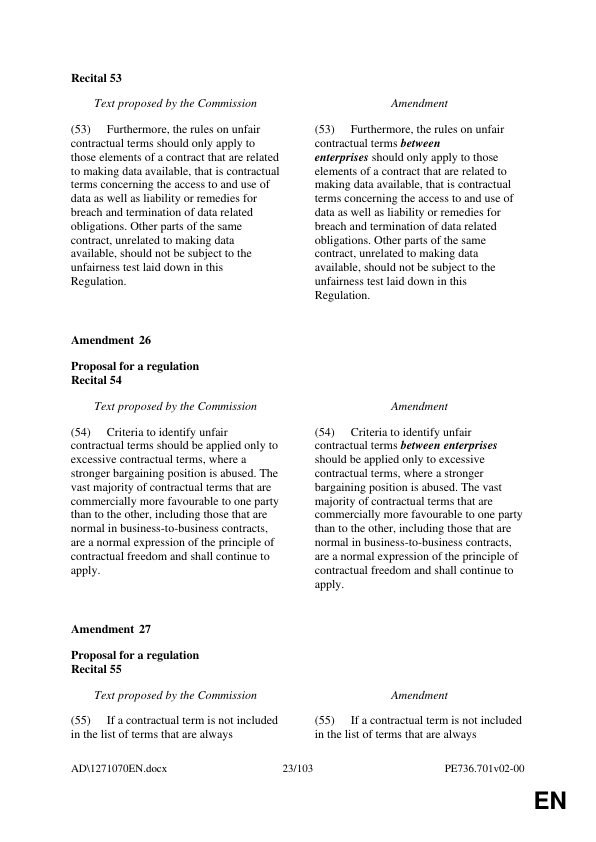 Recital 53
Text proposed by the Commission
Amendment
(53) Furthermore, the rules on unfair
contractual terms should only apply to
those elements of a contract that are related
to making data available, that is contractual
terms concerning the access to and use of
data as well as liability or remedies for
breach and termination of data related
obligations. Other parts of the same
contract, unrelated to making data
available, should not be subject to the
unfairness test laid down in this
Regulation.
(53) Furthermore, the rules on unfair
contractual terms between
enterprises should only apply to those
elements of a contract that are related to
making data available, that is contractual
terms concerning the access to and use of
data as well as liability or remedies for
breach and termination of data related
obligations. Other parts of the same
contract, unrelated to making data
available, should not be subject to the
unfairness test laid down in this
Regulation.
Amendment 26
Proposal for a regulation
Recital 54
Text proposed by the Commission
Amendment
(54) Criteria to identify unfair
contractual terms should be applied only to
excessive contractual terms, where a
stronger bargaining position is abused. The
vast majority of contractual terms that are
commercially more favourable to one party
than to the other, including those that are
normal in business-to-business contracts,
are a normal expression of the principle of
contractual freedom and shall continue to
apply.
(54) Criteria to identify unfair
contractual terms between enterprises
should be applied only to excessive
contractual terms, where a stronger
bargaining position is abused. The vast
majority of contractual terms that are
commercially more favourable to one party
than to the other, including those that are
normal in business-to-business contracts,
are a normal expression of the principle of
contractual freedom and shall continue to
apply.
Amendment 27
Proposal for a regulation
Recital 55
Text proposed by the Commission
Amendment
(55) If a contractual term is not included
in the list of terms that are always
(55) If a contractual term is not included
in the list of terms that are always
AD\1271070EN.docx
23/103
PE736.701v02-00
EN